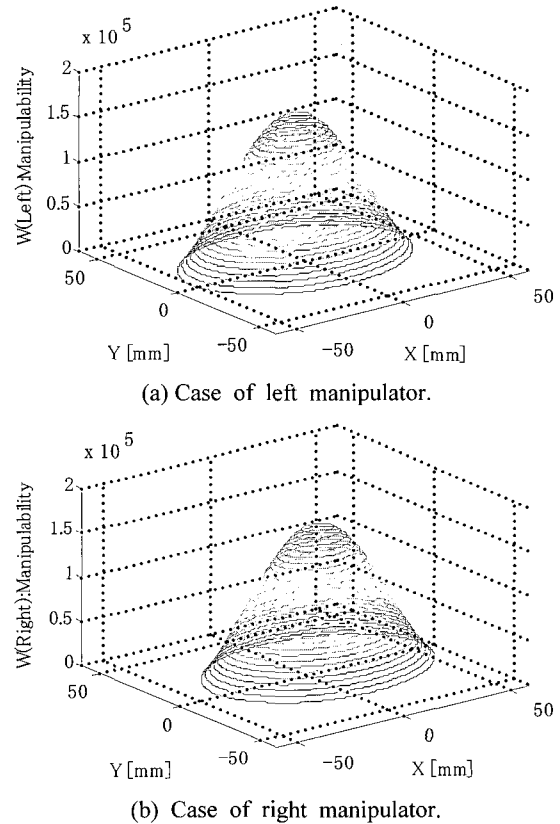 x 10 5
2
1.5
1
0.5
0
W(Left):Manipulability
50
0
-50
Y [mm]
-50
0
50
X [mm]
(a) Case of left manipulator.
x 10 5
2
1.5
1
0.5
0
W(Right):Manipulability
50
0
-50
Y [mm]
-50
0
50
X [mm]
(b) Case of right manipulator.